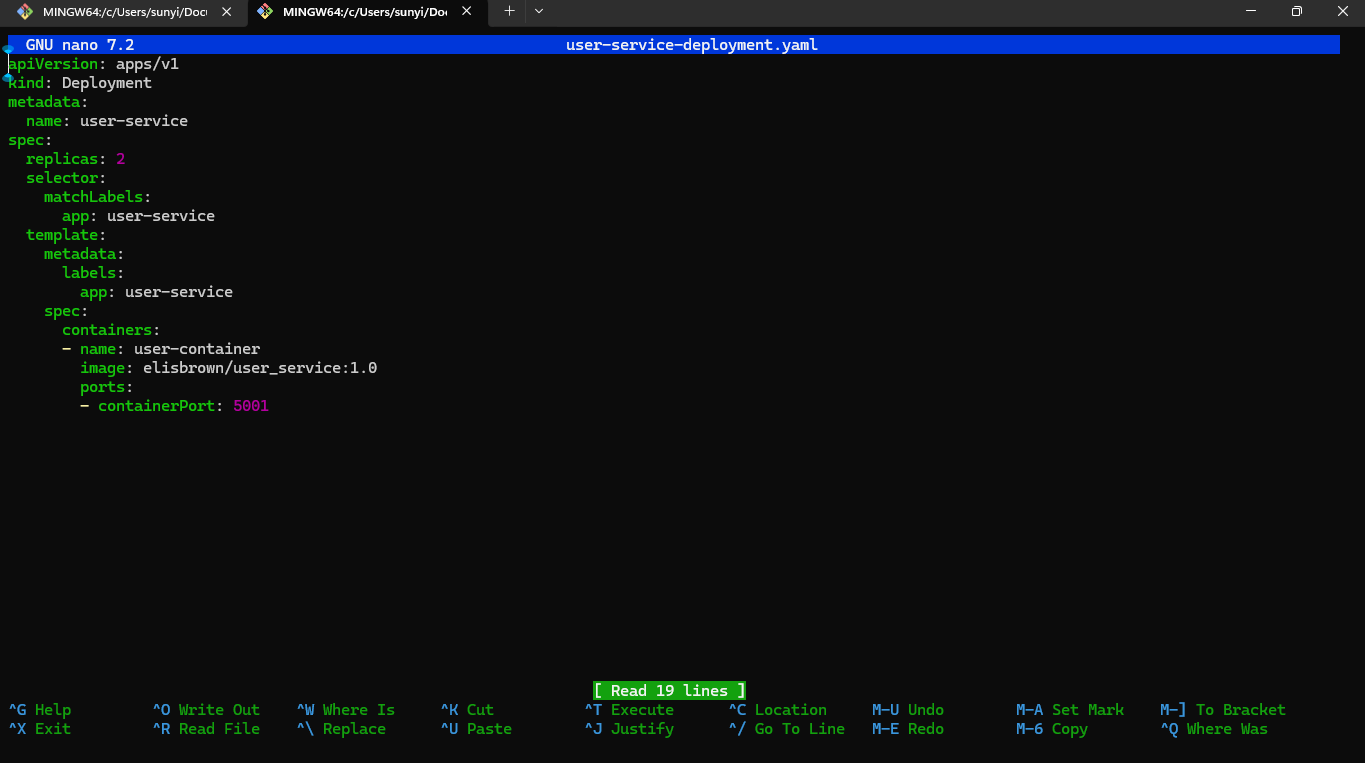 MINGW64:/c/Users/sunyi/Docu
MINGW64:/c/Users/sunyi/Doc
GNU nano 7.2 user-service-deployment.yaml
apiVersion: apps/v1
kind: Deployment
metadata:
  name: user-service
spec:
  replicas: 2
  selector:
    matchLabels:
      app: user-service
  template:
    metadata:
      labels:
        app: user-service
    spec:
      containers:
      - name: user-container
        image: elisbrown/user_service:1.0
        ports:
        - containerPort: 5001
[ Read 19 lines ]
^G Help ^O Write Out ^W Where Is ^K Cut ^T Execute ^C Location M-U Undo M-A Set Mark M-] To Bracket
^X Exit ^R Read File ^\ Replace ^U Paste ^J Justify ^/ Go To Line M-E Redo M-6 Copy ^Q Where Was